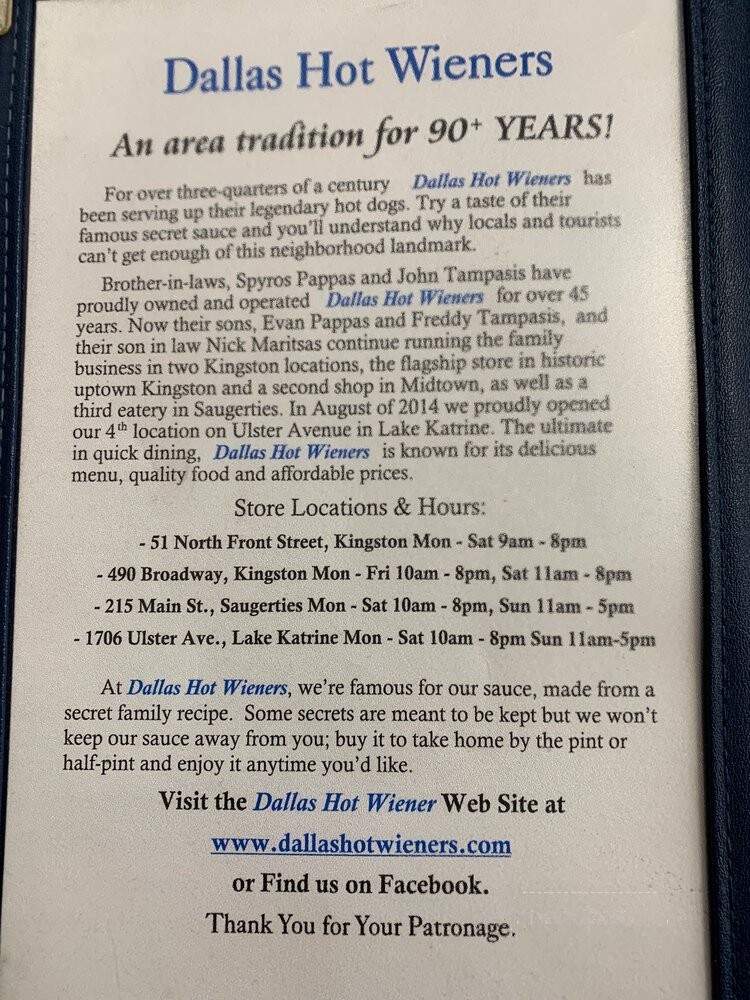 Dallas Hot Wieners
An area tradition for 90+ YEARS!
For over three-quarters of a century Dallas Hot Wieners has
been serving up their legendary hot dogs. Try a taste of their
famous secret sauce and you'll understand why locals and tourists
can't get enough of this neighborhood landmark.
Brother-in-laws, Spyros Pappas and John Tampasis have
proudly owned and operated Dallas Hot Wieners for over 45
years. Now their sons, Evan Pappas and Freddy Tampasis, and
their son in law Nick Maritsas continue running the family
business in two Kingston locations, the flagship store in historic
uptown Kingston and a second shop in Midtown, as well as a
third eatery in Saugerties. In August of 2014 we proudly opened
our 4th location on Ulster Avenue in Lake Katrine. The ultimate
in quick dining, Dallas Hot Wieners is known for its delicious
menu, quality food and affordable prices.
Store Locations & Hours:
- 51 North Front Street, Kingston Mon - Sat 9am - 8pm
- 490 Broadway, Kingston Mon - Fri 10am - 8pm, Sat 11am - 8pm
- 215 Main St., Saugerties Mon - Sat 10am - 8pm, Sun 11am - 5pm
- 1706 Ulster Ave., Lake Katrine Mon - Sat 10am - 8pm Sun 11am-5pm
At Dallas Hot Wieners, we're famous for our sauce, made from a
secret family recipe. Some secrets are meant to be kept but we won't
keep our sauce away from you; buy it to take home by the pint or
half-pint and enjoy it anytime you'd like.
Visit the Dallas Hot Wiener Web Site at
www.dallashotwieners.com
or Find us on Facebook.
Thank You for Your Patronage.